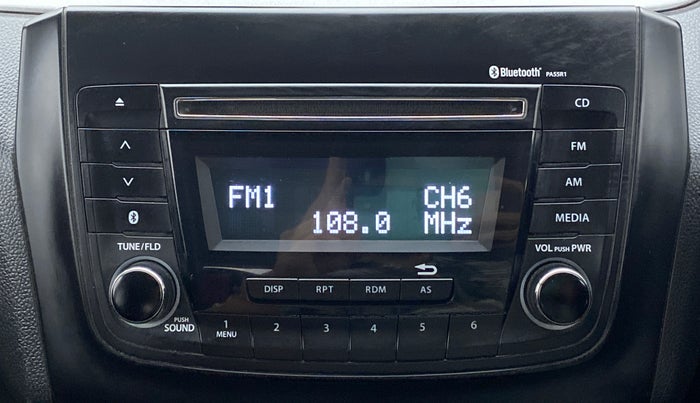 Bluetooth® PA5SR1
CD
FM
AM
MEDIA
FM1 CH6
108.0 MHz
TUNE/FLD
VOL PUSH PWR
DISP RPT RDM AS
PUSH
SOUND
1 2 3 4 5 6
MENU